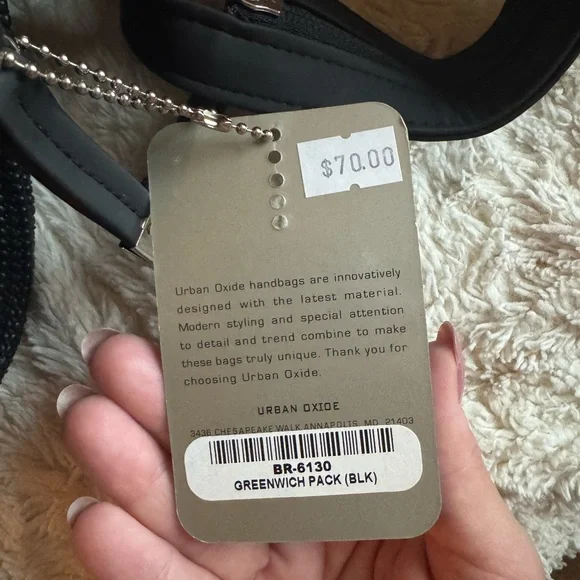 $70.00
Urban Oxide handbags are innovatively
designed with the latest material.
Modern styling and special attention
to detail and trend combine to make
these bags truly unique. Thank you for
choosing Urban Oxide.
URBAN OXIDE
3436 CHESAPEAKE WALK ANNAPOLIS, MD. 21403
BR-6130
GREENWICH PACK (BLK)